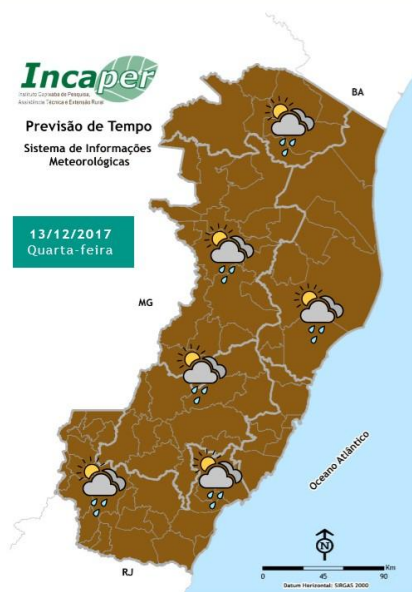 Incaper
Instituto Capixaba de Pesquisa,
Assistência Técnica e Extensão Rural
Previsão de Tempo
Sistema de Informações
Meteorológicas
13/12/2017
Quarta-feira
BA
MG
Oceano Atlântico
RJ
N
Km
0 45 90
Datum Horizontal: SIRGAS 2000